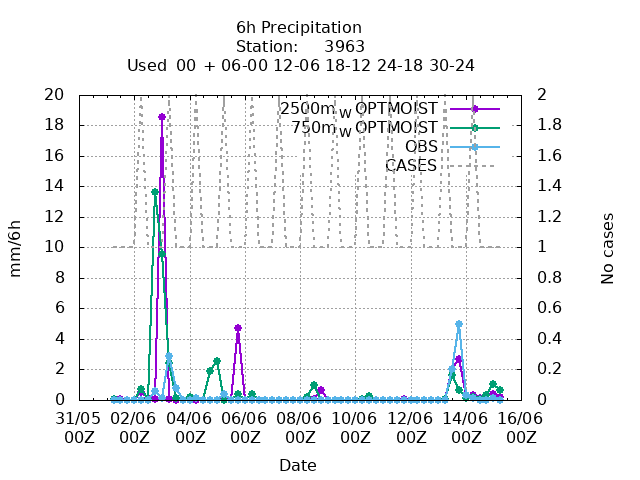 6h Precipitation
Station: 3963
Used 00 + 06-00 12-06 18-12 24-18 30-24
20 2
18 1.8
16 1.6
14 1.4
12 1.2
10 1
8 0.8
6 0.6
4 0.4
2 0.2
0 0
2500mWOPTMOIST
750mWOPTMOIST
OBS
CASES
mm/6h
No cases
31/05 02/06 04/06 06/06 08/06 10/06 12/06 14/06 16/06
00Z 00Z 00Z 00Z 00Z 00Z 00Z 00Z 00Z
Date